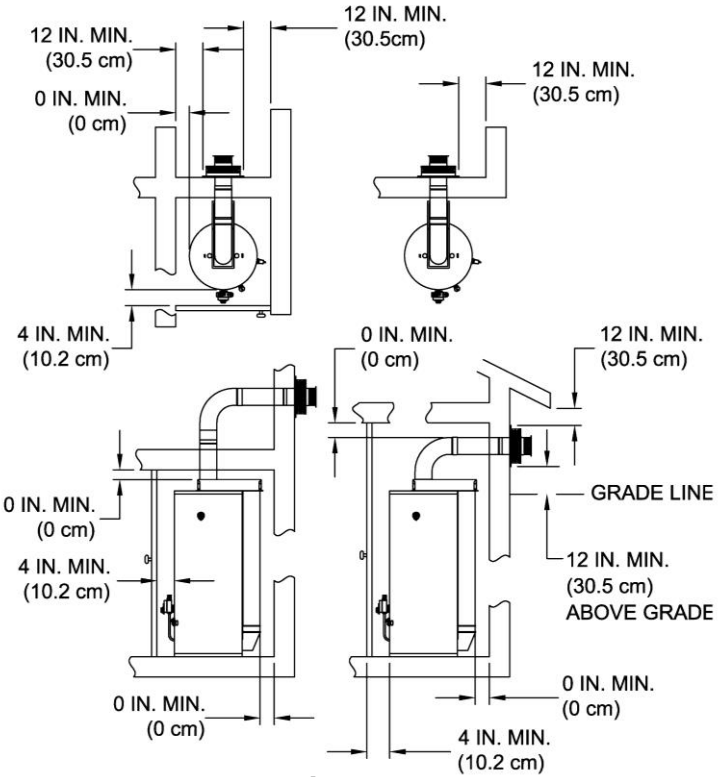 12 IN. MIN.
(30.5cm)
12 IN. MIN.
(30.5 cm)
0 IN. MIN.
(0 cm)
12 IN. MIN.
(30.5 cm)
4 IN. MIN.
(10.2 cm)
0 IN. MIN.
(0 cm)
12 IN. MIN.
(30.5 cm)
0 IN. MIN.
(0 cm)
4 IN. MIN.
(10.2 cm)
GRADE LINE
12 IN. MIN.
(30.5 cm)
ABOVE GRADE
0 IN. MIN.
(0 cm)
0 IN. MIN.
(0 cm)
4 IN. MIN.
(10.2 cm)